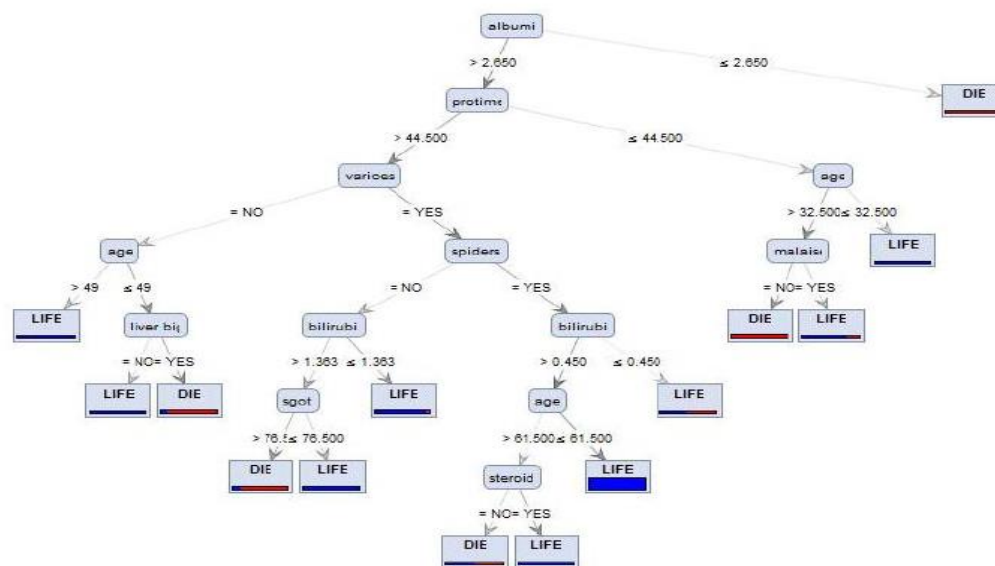 albumi
> 2.650
≤ 2.650
protime
DIE
> 44.500
≤ 44.500
varices
age
= NO
= YES
> 32.500≤ 32.500
age
spiders
malaise
LIFE
> 49
≤ 49
= NO
= YES
= NO= YES
LIFE
liver big
bilirubi
bilirubi
DIE
LIFE
= NO= YES
> 1.363
≤ 1.363
> 0.450
≤ 0.450
LIFE
DIE
sgot
LIFE
age
LIFE
> 76.5≤ 76.500
> 61.500≤ 61.500
DIE
LIFE
steroid
LIFE
= NO= YES
DIE
LIFE